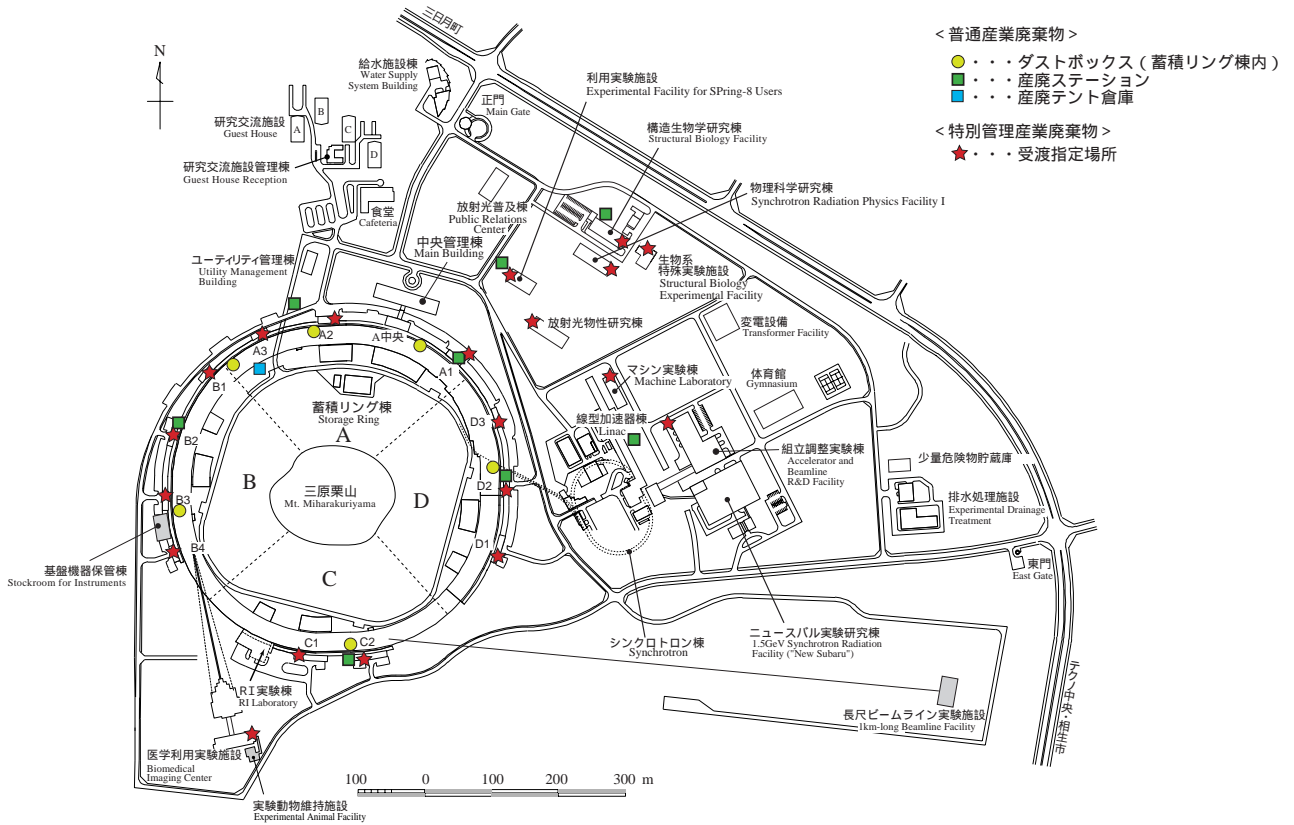 三日月町
N
給水施設棟
Water Supply
System Building
正門
Main Gate
利用実験施設
Experimental Facility for SPring-8 Users
構造生物学研究棟
Structural Biology Facility
物理科学研究棟
Synchrotron Radiation Physics Facility I
＜普通産業廃棄物＞
・・・ダストボックス（蓄積リング棟内）
・・・産廃ステーション
・・・産廃テント倉庫
＜特別管理産業廃棄物＞
・・・受渡指定場所
研究交流施設
Guest House
A
B
C
D
研究交流施設管理棟
Guest House Reception
食堂
Cafeteria
放射光普及棟
Public Relations
Center
中央管理棟
Main Building
ユーティリティ管理棟
Utility Management
Building
生物系
特殊実験施設
Structural Biology
Experimental Facility
放射光物性研究棟
変電設備
Transformer Facility
体育館
Gymnasium
マシン実験棟
Machine Laboratory
線型加速器棟
Linac
組立調整実験棟
Accelerator and
Beamline
R&D Facility
少量危険物貯蔵庫
排水処理施設
Experimental Drainage
Treatment
東門
East Gate
A3
A2
A中央
A1
B1
B2
B3
B4
C1
C2
D1
D2
D3
蓄積リング棟
Storage Ring
A
B
三原栗山
Mt. Miharakuriyama
D
C
基盤機器保管棟
Stockroom for Instruments
RI実験棟
RI Laboratory
医学利用実験施設
Biomedical
Imaging Center
実験動物維持施設
Experimental Animal Facility
シンクロトロン棟
Synchrotron
ニュースバル実験研究棟
1.5GeV Synchrotron Radiation
Facility ("New Subaru")
長尺ビームライン実験施設
1km-long Beamline Facility
テクノ中央・相生市
100 0 100 200 300 m